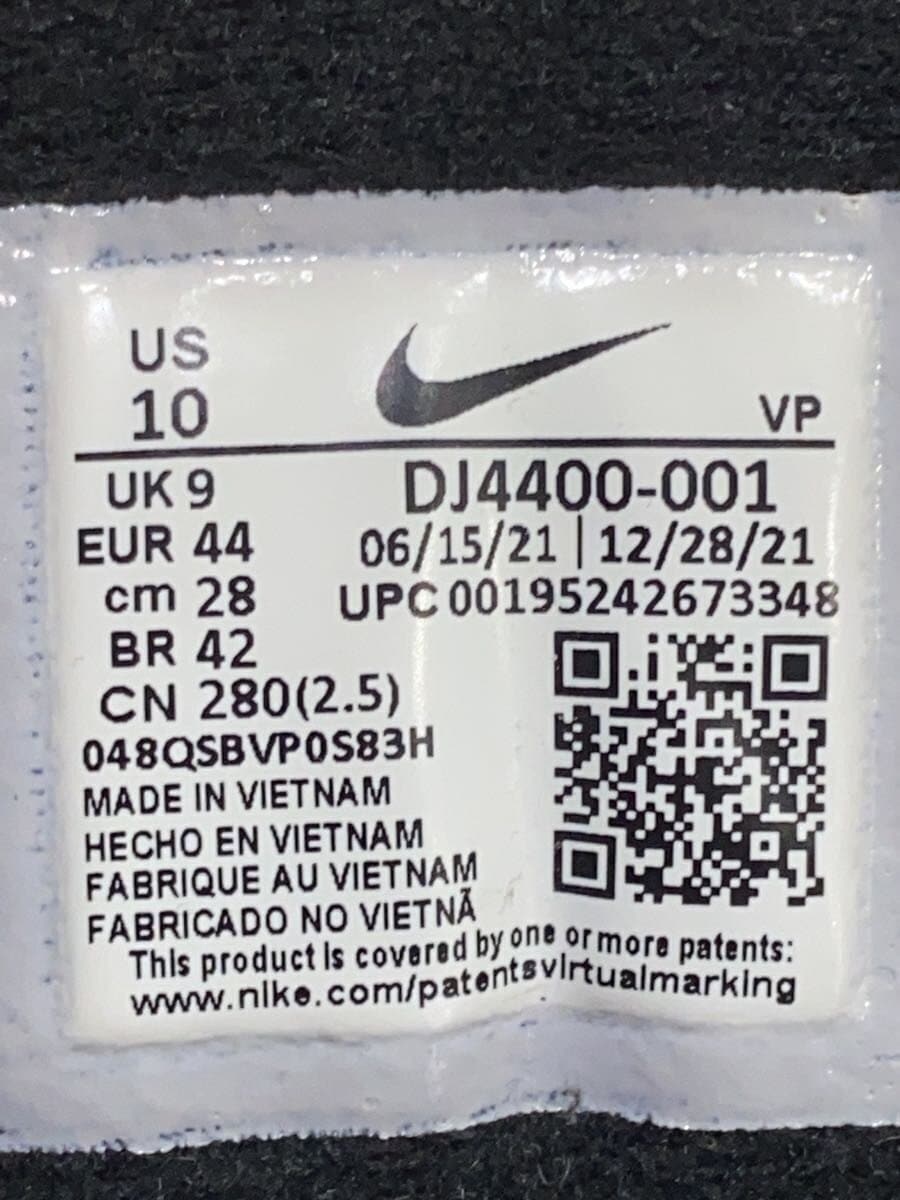 US
10
VP
UK 9
DJ4400-001
EUR 44
06/15/21 | 12/28/21
cm 28
UPC 00195242673348
BR 42
CN 280(2.5)
048QSBVP0S83H
MADE IN VIETNAM
HECHO EN VIETNAM
FABRIQUE AU VIETNAM
FABRICADO NO VIETNÃ
This product is covered by one or more patents:
www.nike.com/patentsvirtualmarking